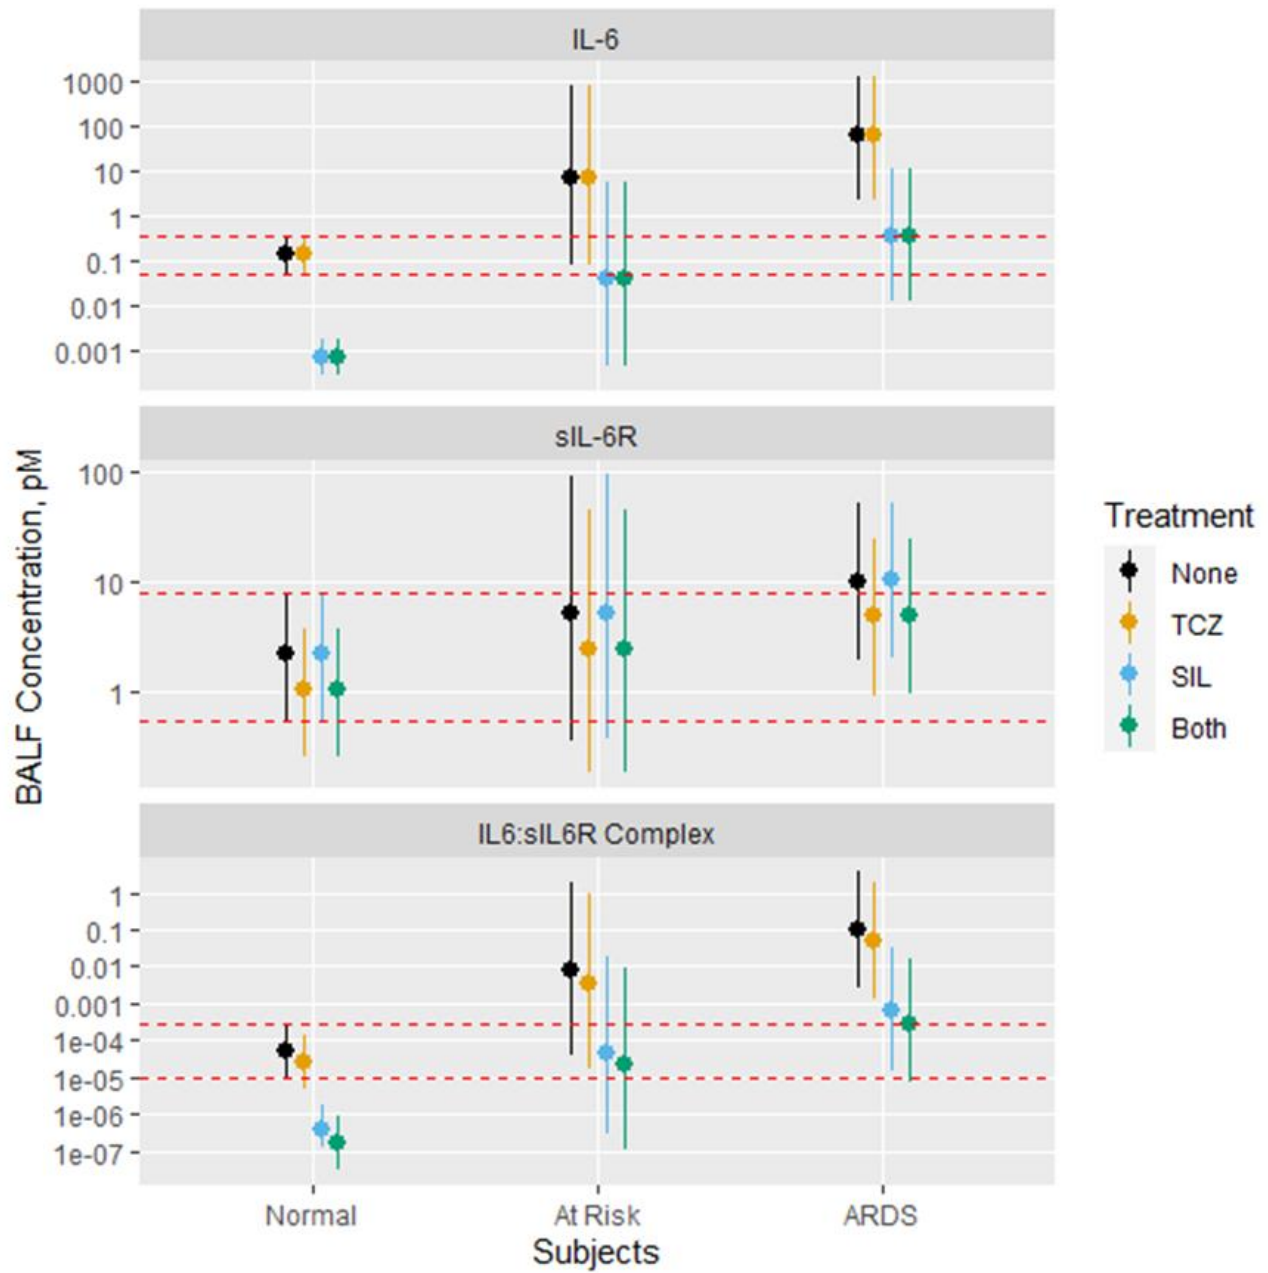 IL-6
1000
100
10
1
0.1
0.01
0.001
sIL-6R
100
10
1
IL6:sIL6R Complex
1
0.1
0.01
0.001
1e-04
1e-05
1e-06
1e-07
BALF Concentration, pM
Normal
At Risk
ARDS
Subjects
Treatment
None
TCZ
SIL
Both